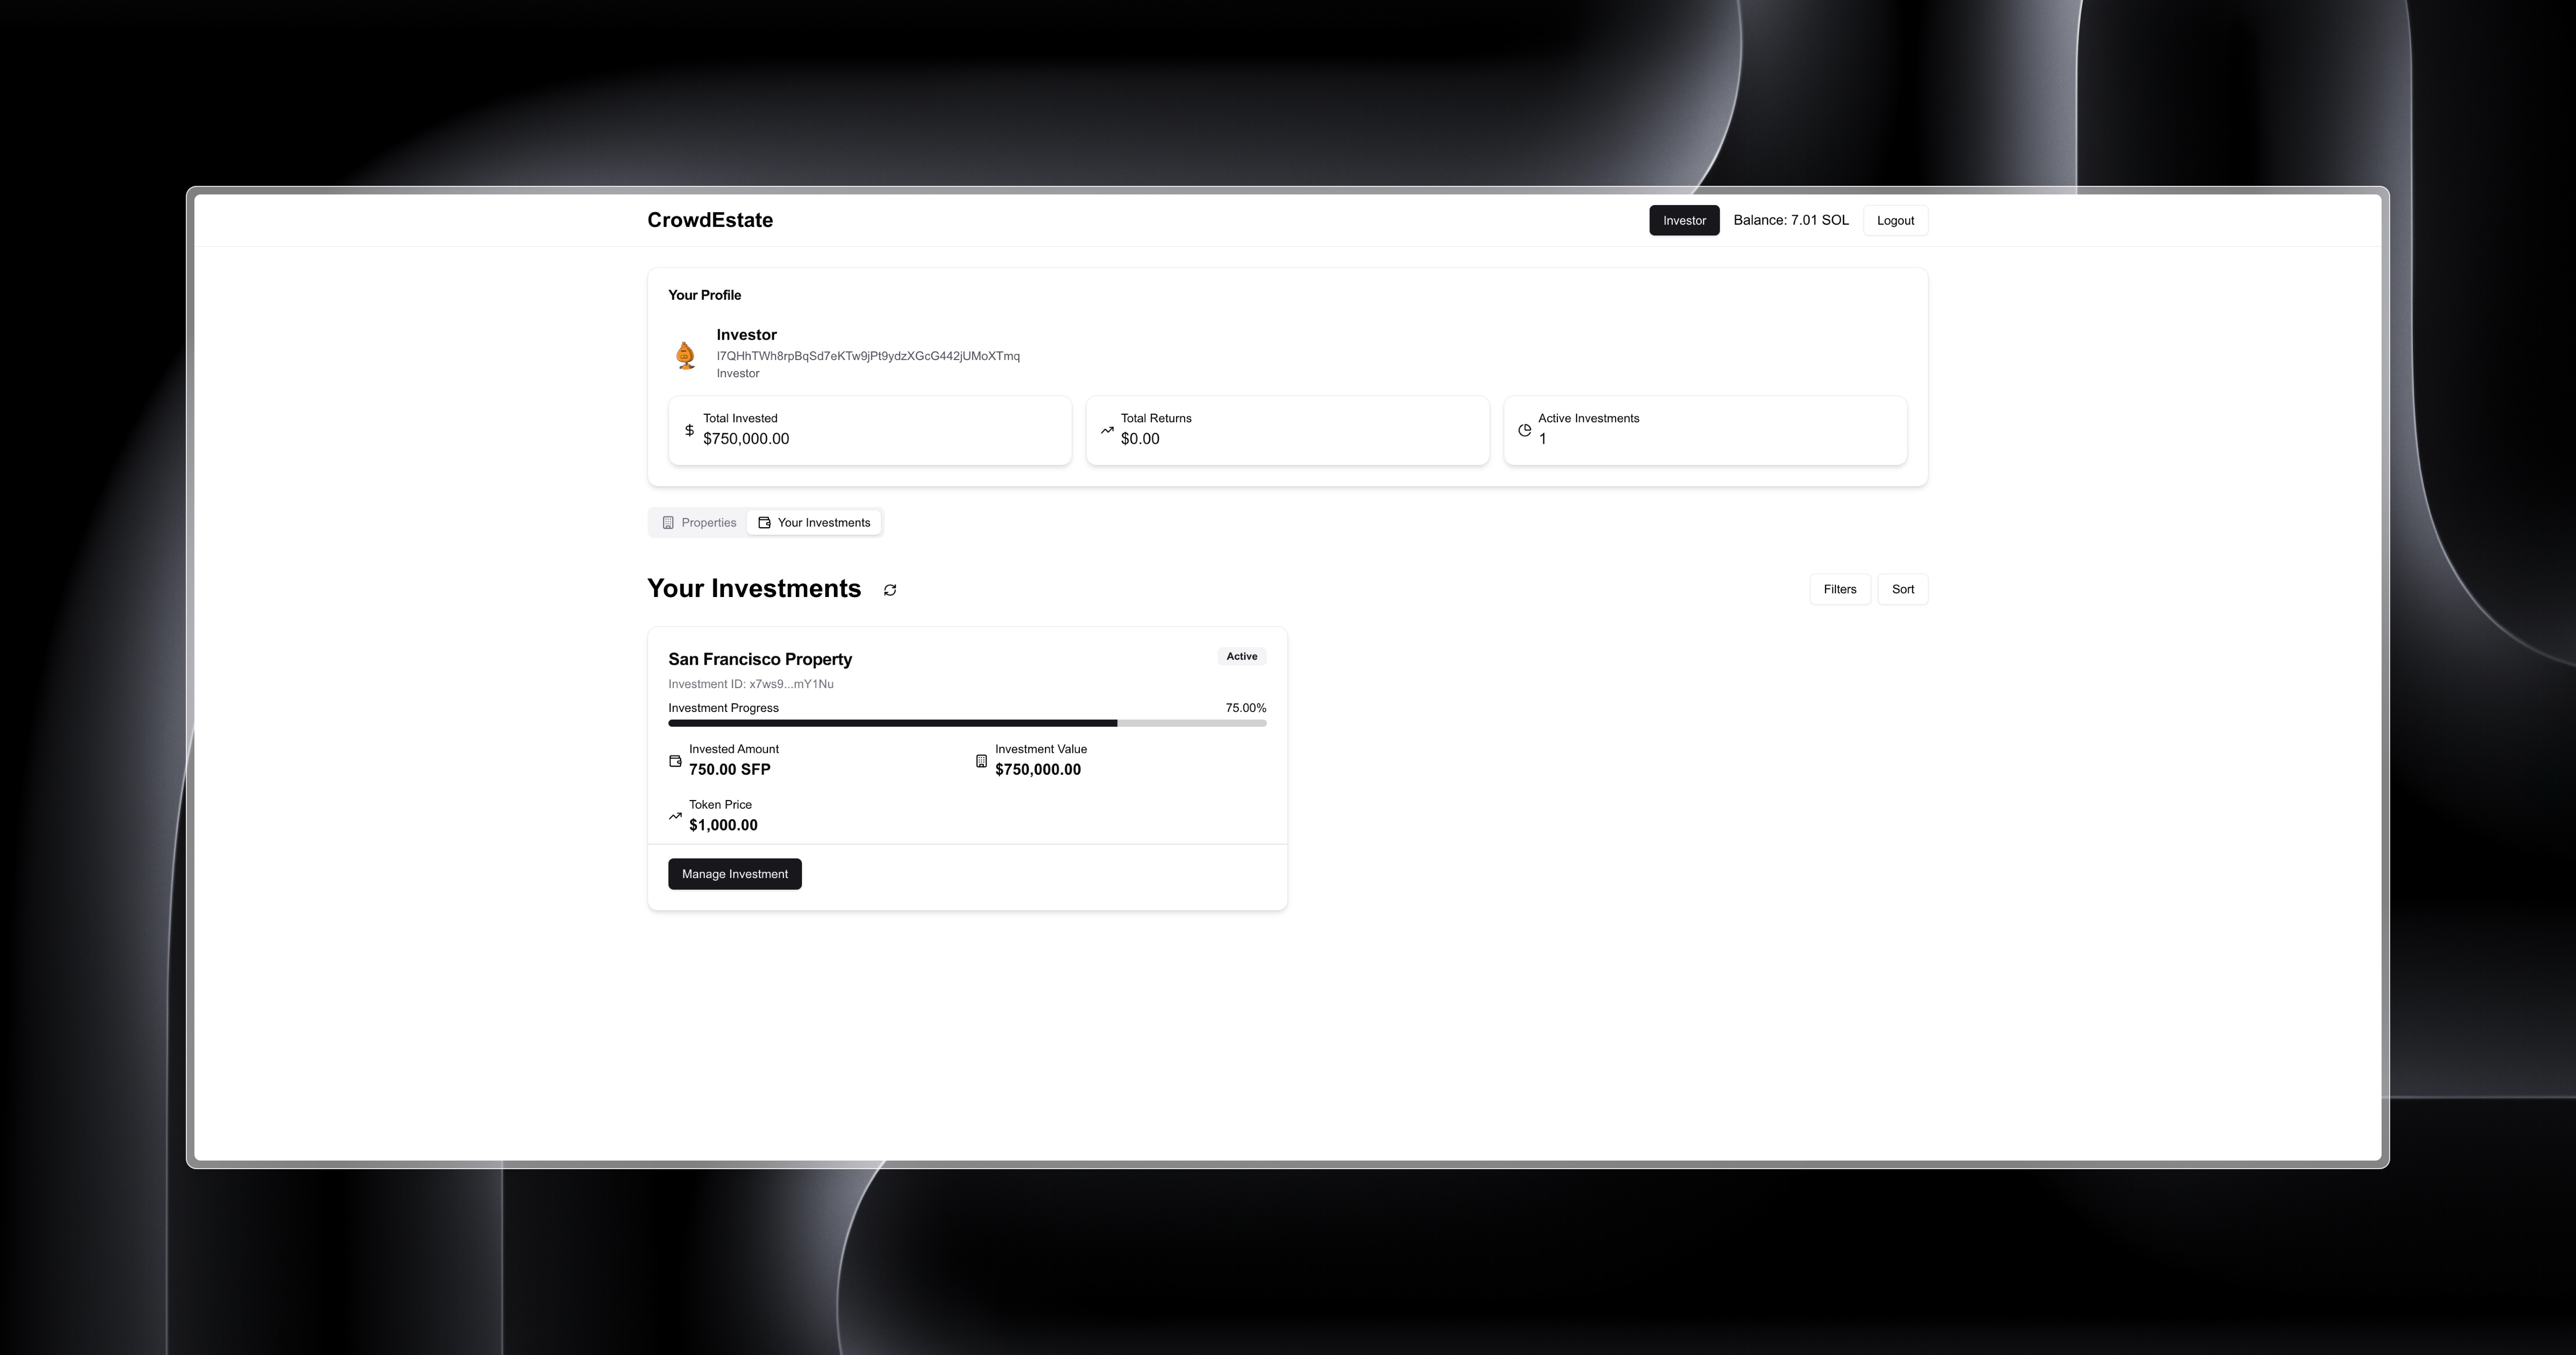 CrowdEstate
Investor
Balance: 7.01 SOL
Logout
Your Profile
Investor
I7QHhTWh8rpBqSd7eKTw9jPt9ydzXGcG442jUMoXTmq
Investor
Total Invested
$750,000.00
Total Returns
$0.00
Active Investments
1
Properties
Your Investments
Your Investments
Filters
Sort
San Francisco Property
Active
Investment ID: x7ws9...mY1Nu
Investment Progress
75.00%
Invested Amount
750.00 SFP
Investment Value
$750,000.00
Token Price
$1,000.00
Manage Investment